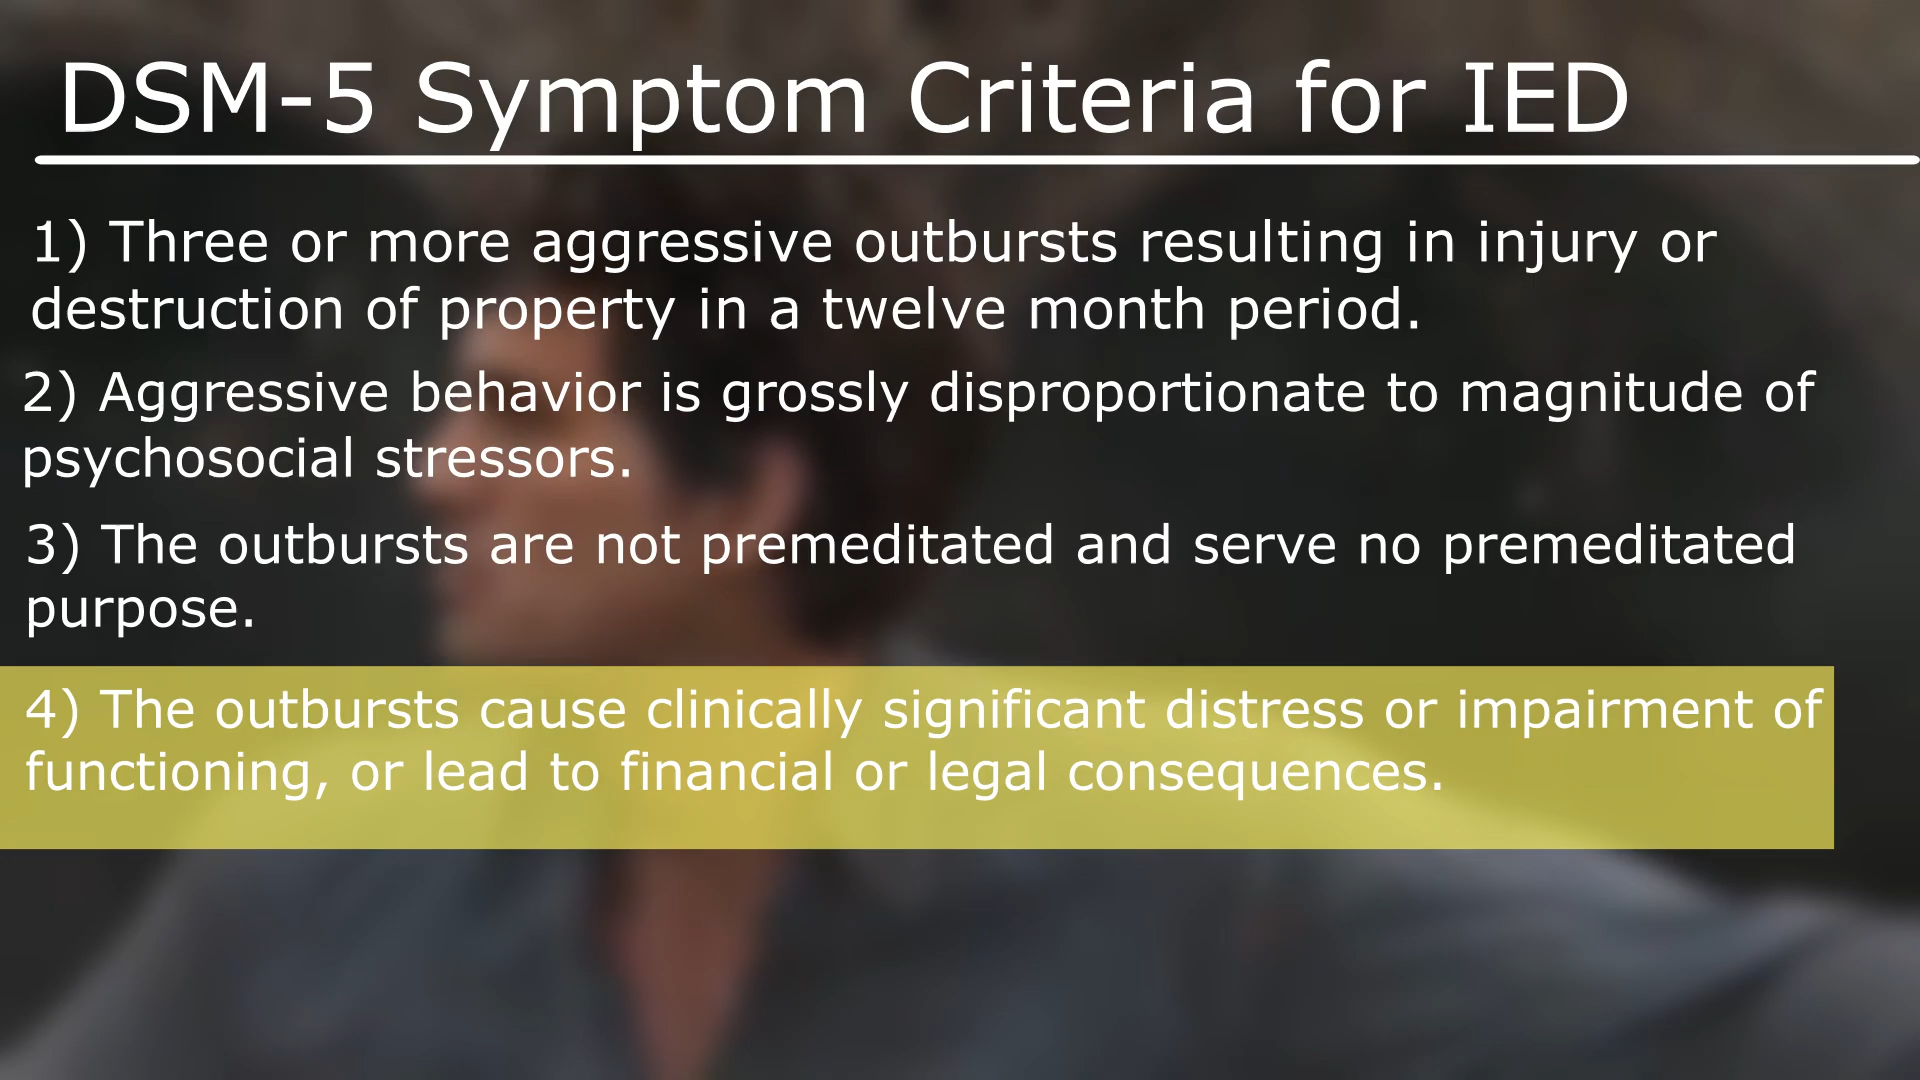 DSM-5 Symptom Criteria for IED
1) Three or more aggressive outbursts resulting in injury or
destruction of property in a twelve month period.
2) Aggressive behavior is grossly disproportionate to magnitude of
psychosocial stressors.
3) The outbursts are not premeditated and serve no premeditated
purpose.
4) The outbursts cause clinically significant distress or impairment of
functioning, or lead to financial or legal consequences.